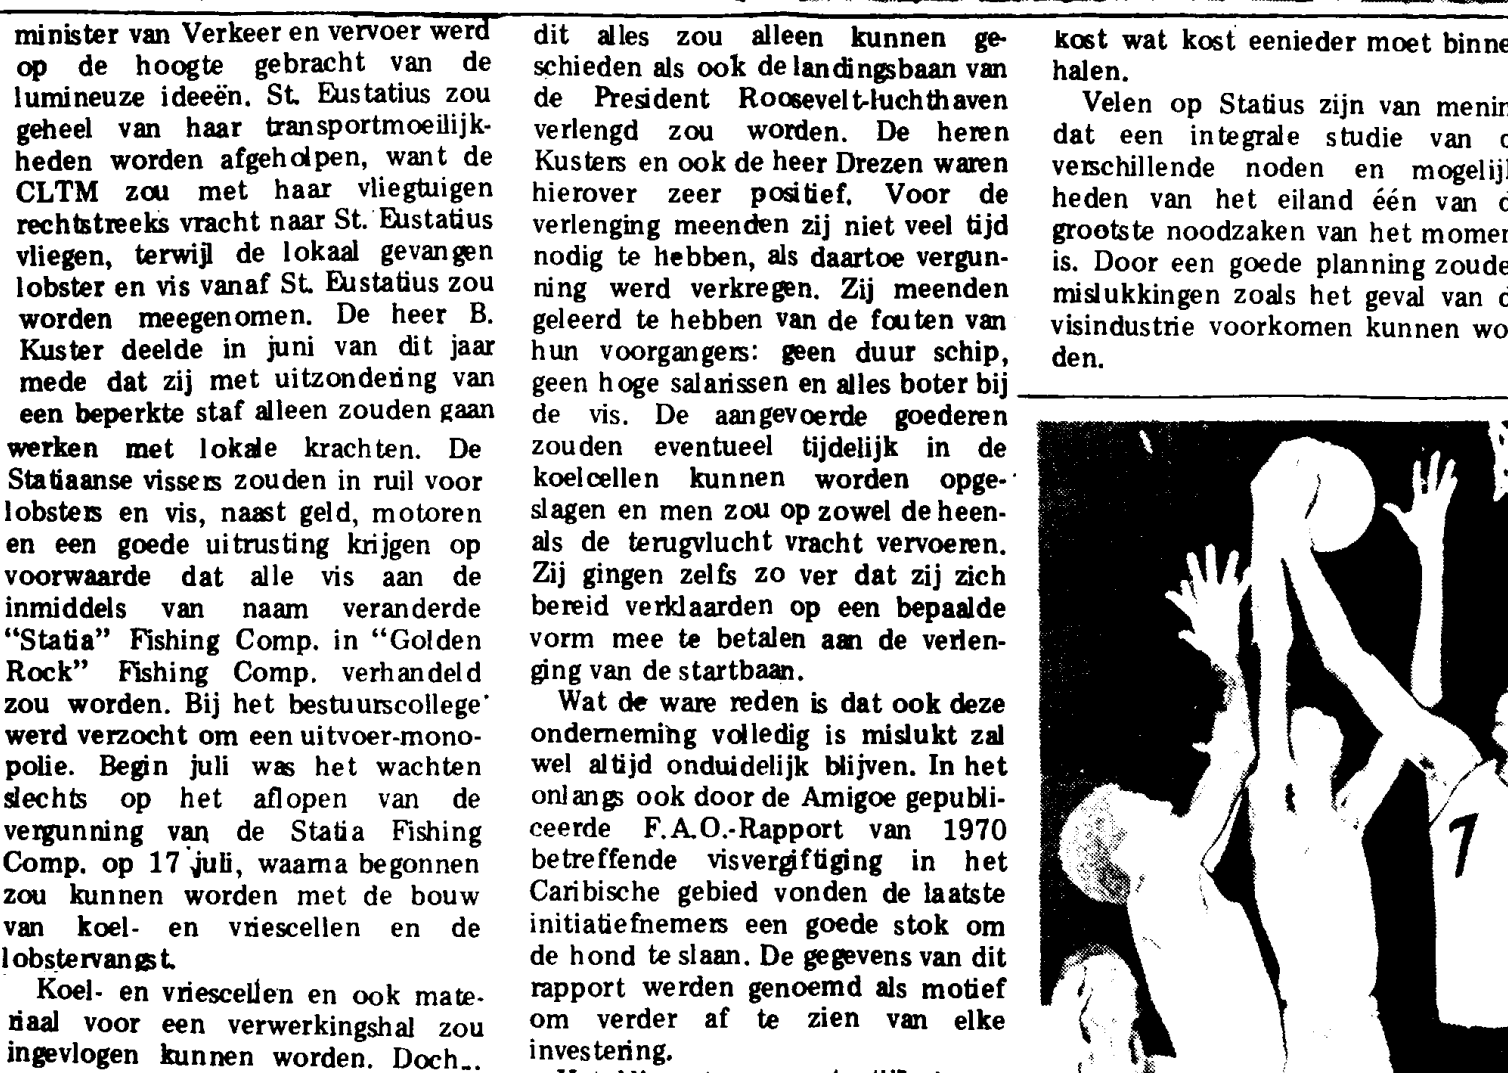 minister van Verkeer en vervoer werd
op de hoogte gebracht van de
lumineuze ideeën. St. Eustatius zou
geheel van haar transportmoeilijk-
heden worden afgeholpen, want de
CLTM zou met haar vliegtuigen
rechtstreeks vracht naar St. Eustatius
vliegen, terwijl de lokaal gevangen
lobster en vis vanaf St. Eustatius zou
worden meegenomen. De heer B.
Kuster deelde in juni van dit jaar
mede dat zij met uitzondering van
een beperkte staf alleen zouden gaan
werken met lokale krachten. De
Statiaanse vissers zouden in ruil voor
lobsters en vis, naast geld, motoren
en een goede uitrusting krijgen op
voorwaarde dat alle vis aan de
inmiddels van naam veranderde
“Statia” Fishing Comp. in “Golden
Rock” Fishing Comp. verhandeld
zou worden. Bij het bestuurscollege
werd verzocht om een uitvoer-mono-
polie. Begin juli was het wachten
slechts op het aflopen van de
vergunning van de Statia Fishing
Comp. op 17 juli, waarna begonnen
zou kunnen worden met de bouw
van koel- en vriescellen en de
lobstervangst.
Koel- en vriescellen en ook mate-
riaal voor een verwerkingshal zou
ingevlogen kunnen worden. Doch...
dit alles zou alleen kunnen ge-
schieden als ook de landingsbaan van
de President Roosevelt-luchthaven
verlengd zou worden. De heren
Kusters en ook de heer Drezen waren
hierover zeer positief. Voor de
verlenging meenden zij niet veel tijd
nodig te hebben, als daartoe vergun-
ning werd verkregen. Zij meenden
geleerd te hebben van de fouten van
hun voorgangers: geen duur schip,
geen hoge salarissen en alles boter bij
de vis. De aangevoerde goederen
zouden eventueel tijdelijk in de
koelcellen kunnen worden opge-
slagen en men zou op zowel de heen-
als de terugvlucht vracht vervoeren.
Zij gingen zelfs zo ver dat zij zich
bereid verklaarden op een bepaalde
vorm mee te betalen aan de verlen-
ging van de startbaan.
Wat de ware reden is dat ook deze
onderneming volledig is mislukt zal
wel altijd onduidelijk blijven. In het
onlangs ook door de Amigoe gepubli-
ceerde F.A.O.-Rapport van 1970
betreffende visvergiftiging in het
Caribische gebied vonden de laatste
initiatiefnemers een goede stok om
de hond te slaan. De gegevens van dit
rapport werden genoemd als motief
om verder af te zien van elke
investering.
kost wat kost eenieder moet binne
halen.
Velen op Statius zijn van menin
dat een integrale studie van d
verschillende noden en mogelij
heden van het eiland één van d
grootste noodzaken van het momen
is. Door een goede planning zoude
mislukkingen zoals het geval van d
visindustrie voorkomen kunnen wo
den.
7